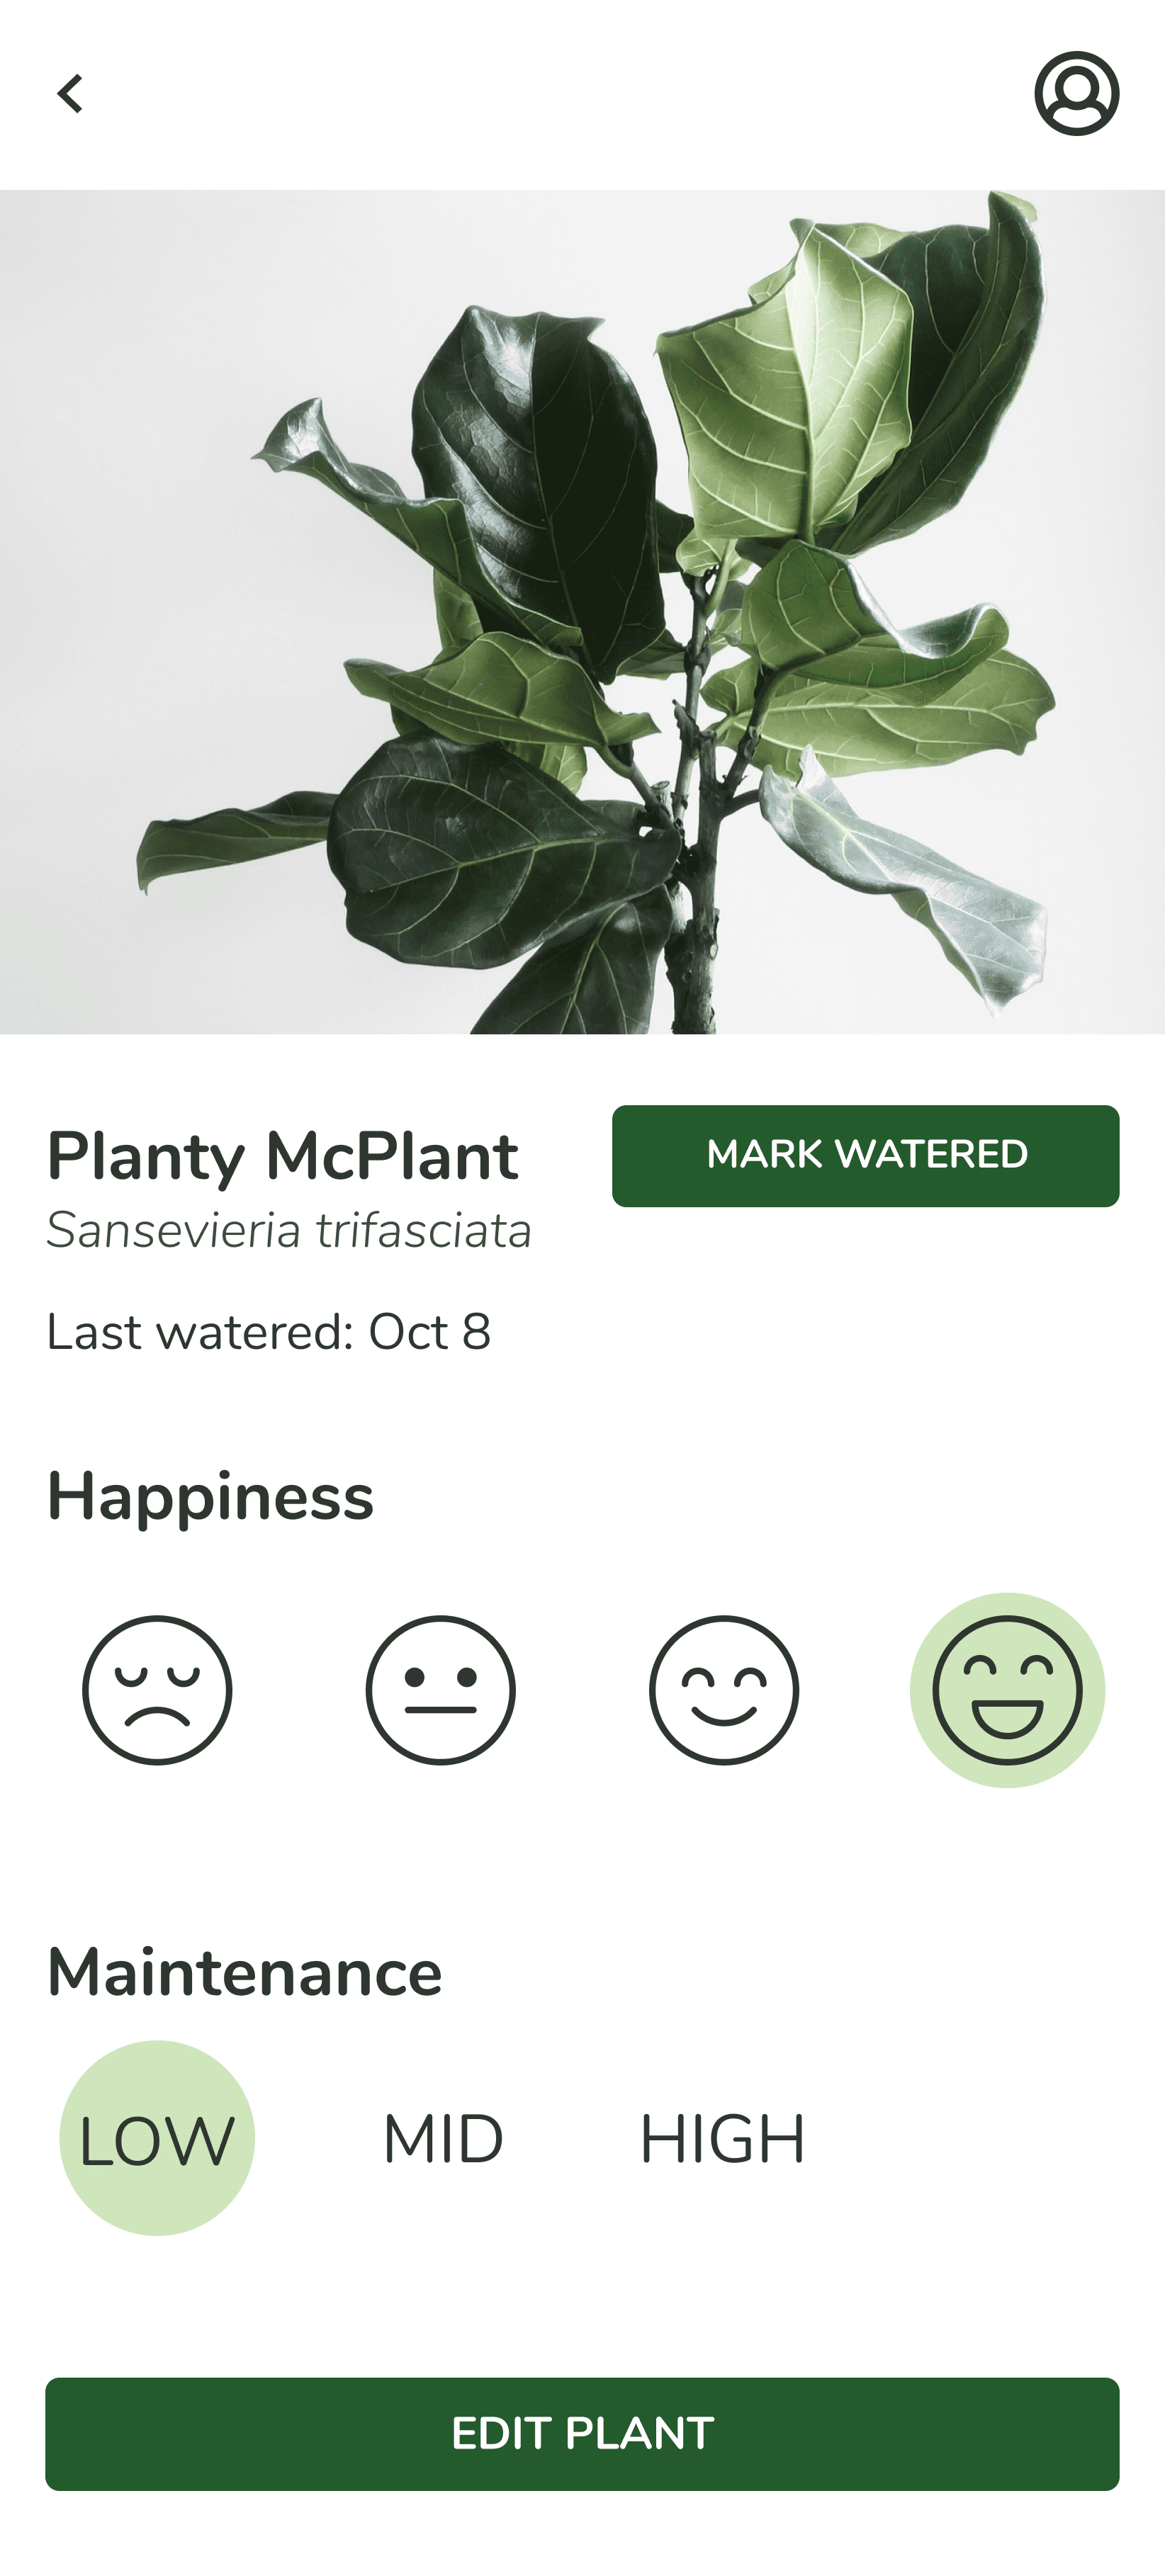 Planty McPlant
MARK WATERED
Sansevieria trifasciata
Last watered: Oct 8
Happiness
Maintenance
LOW MID HIGH
EDIT PLANT